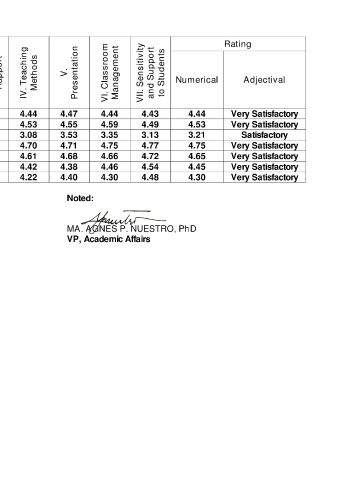 Rating
IV. Teaching Methods
V. Presentation
VI. Classroom Management
VII. Sensitivity and Support to Students
Numerical
Adjectival
4.44 4.47 4.44 4.43 4.44 Very Satisfactory
4.53 4.55 4.59 4.49 4.53 Very Satisfactory
3.08 3.53 3.35 3.13 3.21 Satisfactory
4.70 4.71 4.75 4.77 4.75 Very Satisfactory
4.61 4.68 4.66 4.72 4.65 Very Satisfactory
4.42 4.38 4.46 4.54 4.45 Very Satisfactory
4.22 4.40 4.30 4.48 4.30 Very Satisfactory
Noted:
MA. AGNES P. NUESTRO, PhD
VP, Academic Affairs